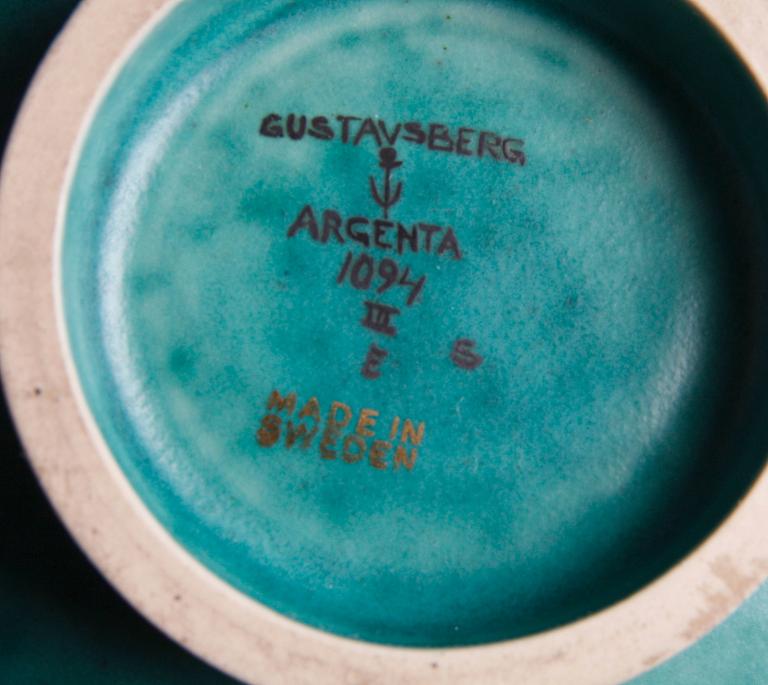 GUSTAVSBERG
ARGENTA
1094
III
E S
MADE IN
SWEDEN